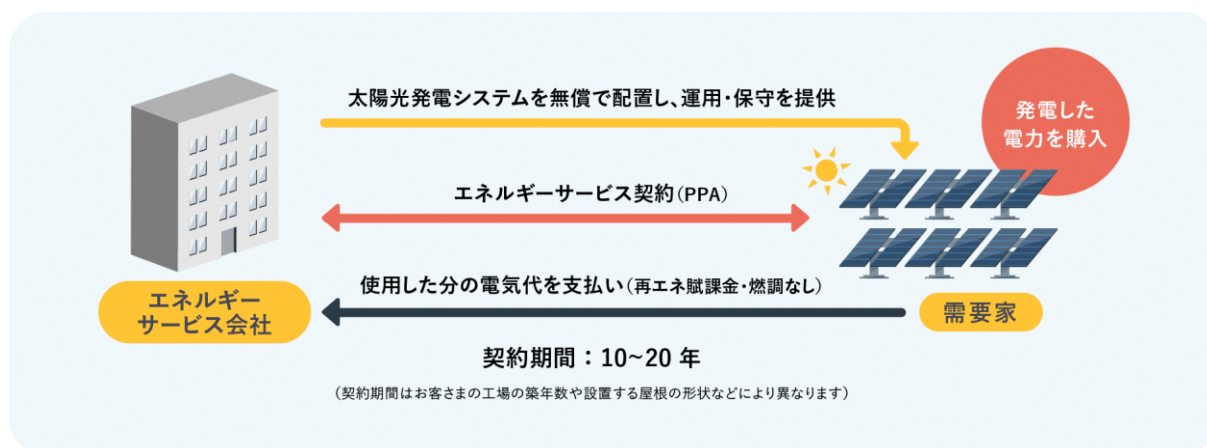 太陽光発電システムを無償で配置し、運用・保守を提供
発電した
電力を購入
エネルギーサービス契約(PPA)
使用した分の電気代を支払い(再エネ賦課金・燃調なし)
エネルギー
サービス会社
需要家
契約期間：10~20 年
(契約期間はお客さまの工場の築年数や設置する屋根の形状などにより異なります)